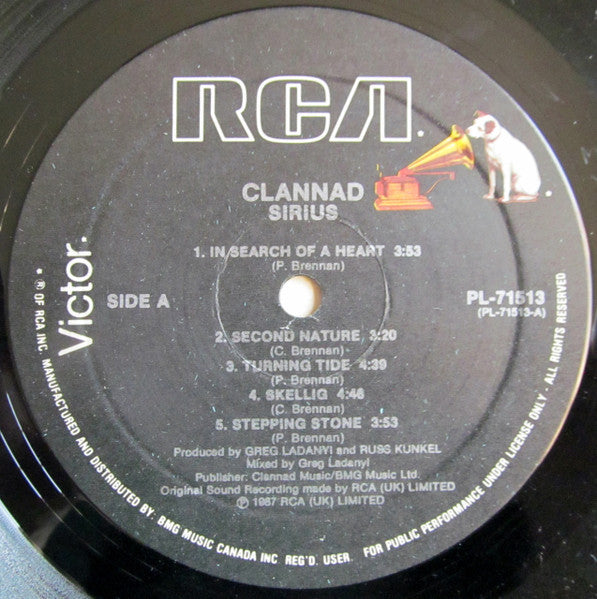 RCA.
CLANNAD
SIRIUS
1. IN SEARCH OF A HEART 3:53
(P. Brennan)
Victor.
SIDE A
PL-71513
(PL-71513-A)
2. SECOND NATURE 3:20
(C. Brennan)
3. TURNING TIDE 4:39
(P. Brennan)
4. SKELLIG 4:46
(C. Brennan)
5. STEPPING STONE 3:53
(P. Brennan)
Produced by GREG LADANYI and RUSS KUNKEL
Mixed by Greg Ladanyi
Publisher: Clannad Music/BMG Music Ltd.
Original Sound Recording made by RCA (UK) LIMITED
℗ 1987 RCA (UK) LIMITED
• ® OF RCA INC. MANUFACTURED AND DISTRIBUTED BY: BMG MUSIC CANADA INC REG'D. USER. FOR PUBLIC PERFORMANCE UNDER LICENSE ONLY · ALL RIGHTS RESERVED